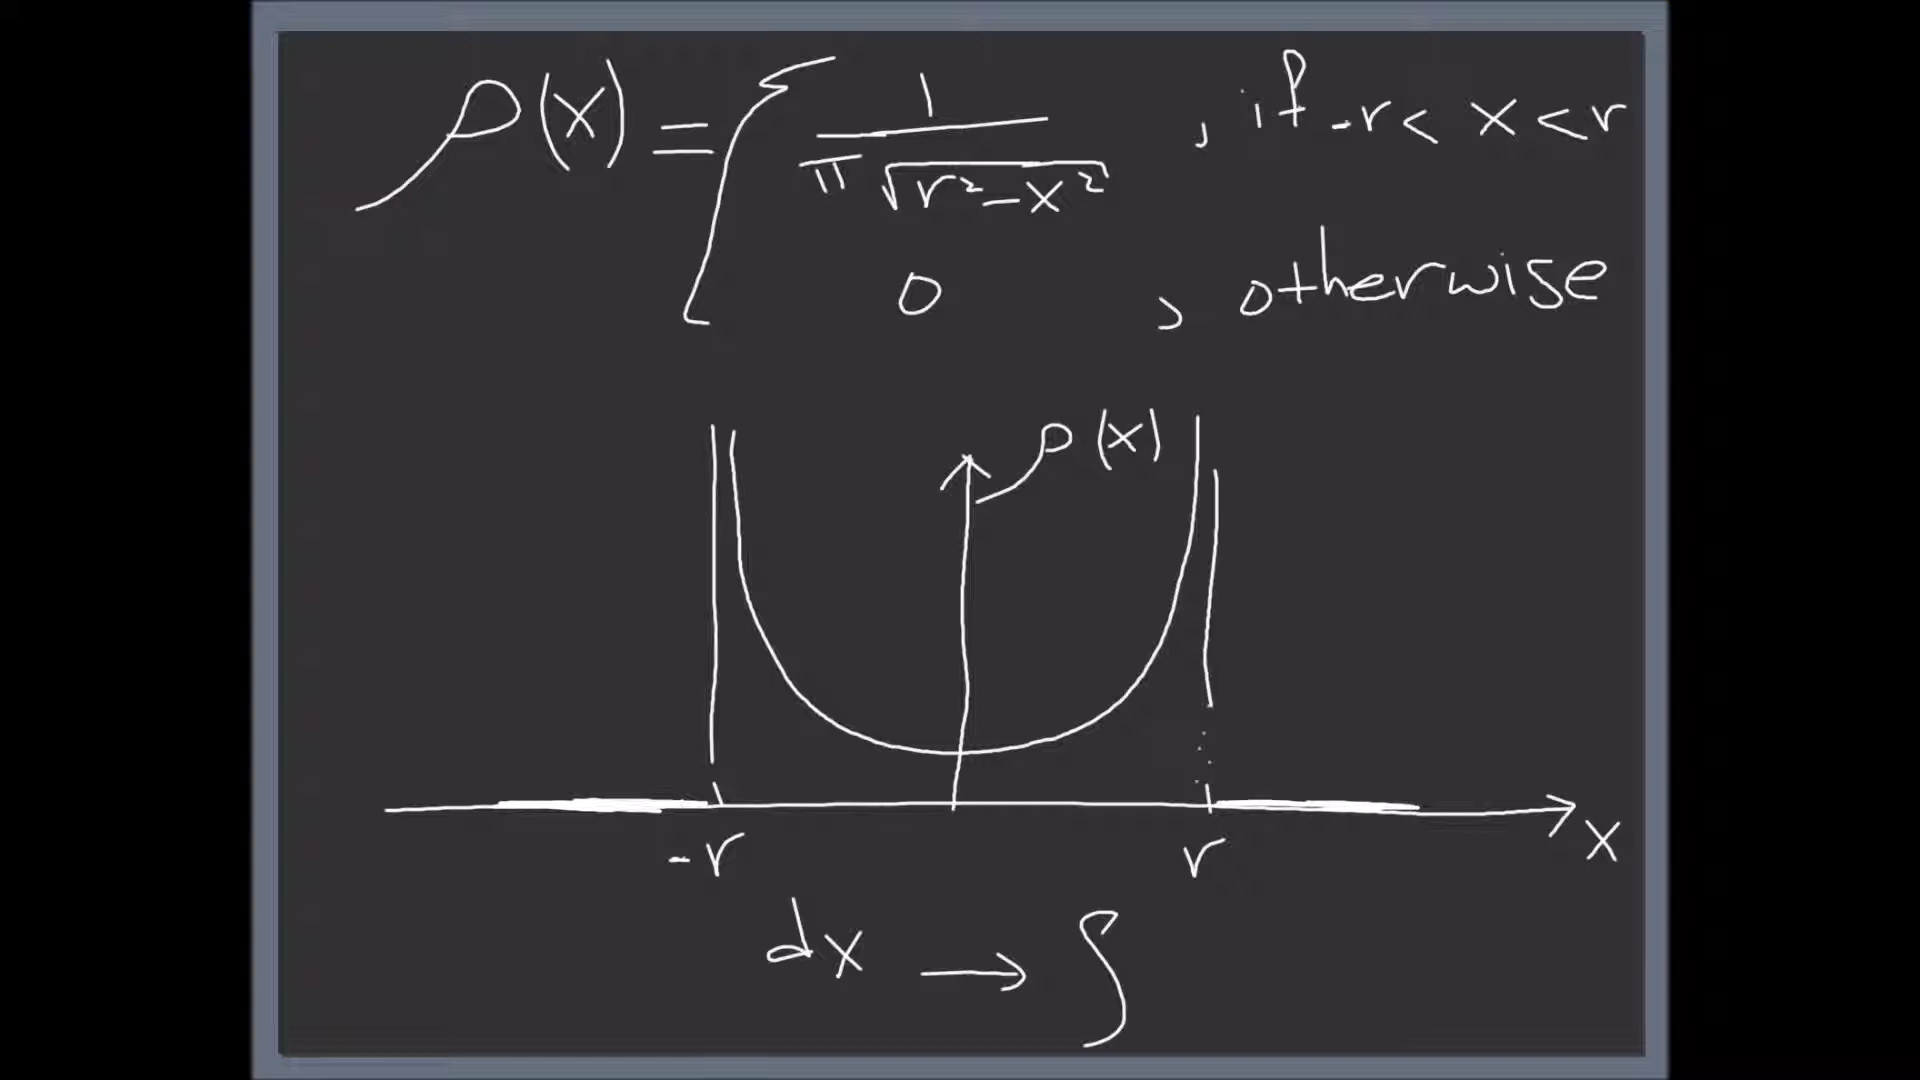 ρ(x) = { 1 / π √r² - x² , if -r < x < r
0 , otherwise
ρ(x)
x
-r r
dx → ∫